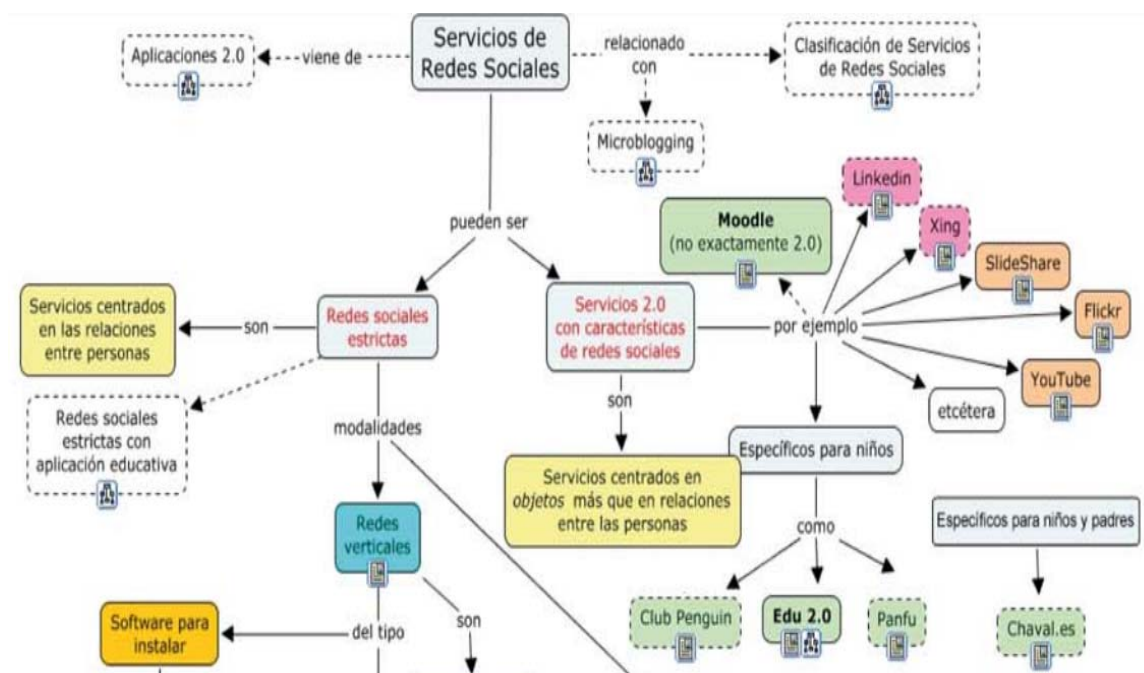 Servicios de
Redes Sociales
Aplicaciones 2.0
viene de
relacionado
con
Clasificación de Servicios
de Redes Sociales
Microblogging
pueden ser
Moodle
(no exactamente 2.0)
Linkedin
Xing
SlideShare
Flickr
YouTube
etcétera
Servicios centrados
en las relaciones
entre personas
son
Redes sociales
estrictas
Servicios 2.0
con características
de redes sociales
por ejemplo
Redes sociales
estrictas con
aplicación educativa
modalidades
son
Específicos para niños
Servicios centrados en
objetos más que en relaciones
entre las personas
Redes
verticales
como
Específicos para niños y padres
Club Penguin
Edu 2.0
Panfu
Chaval.es
Software para
instalar
del tipo
son